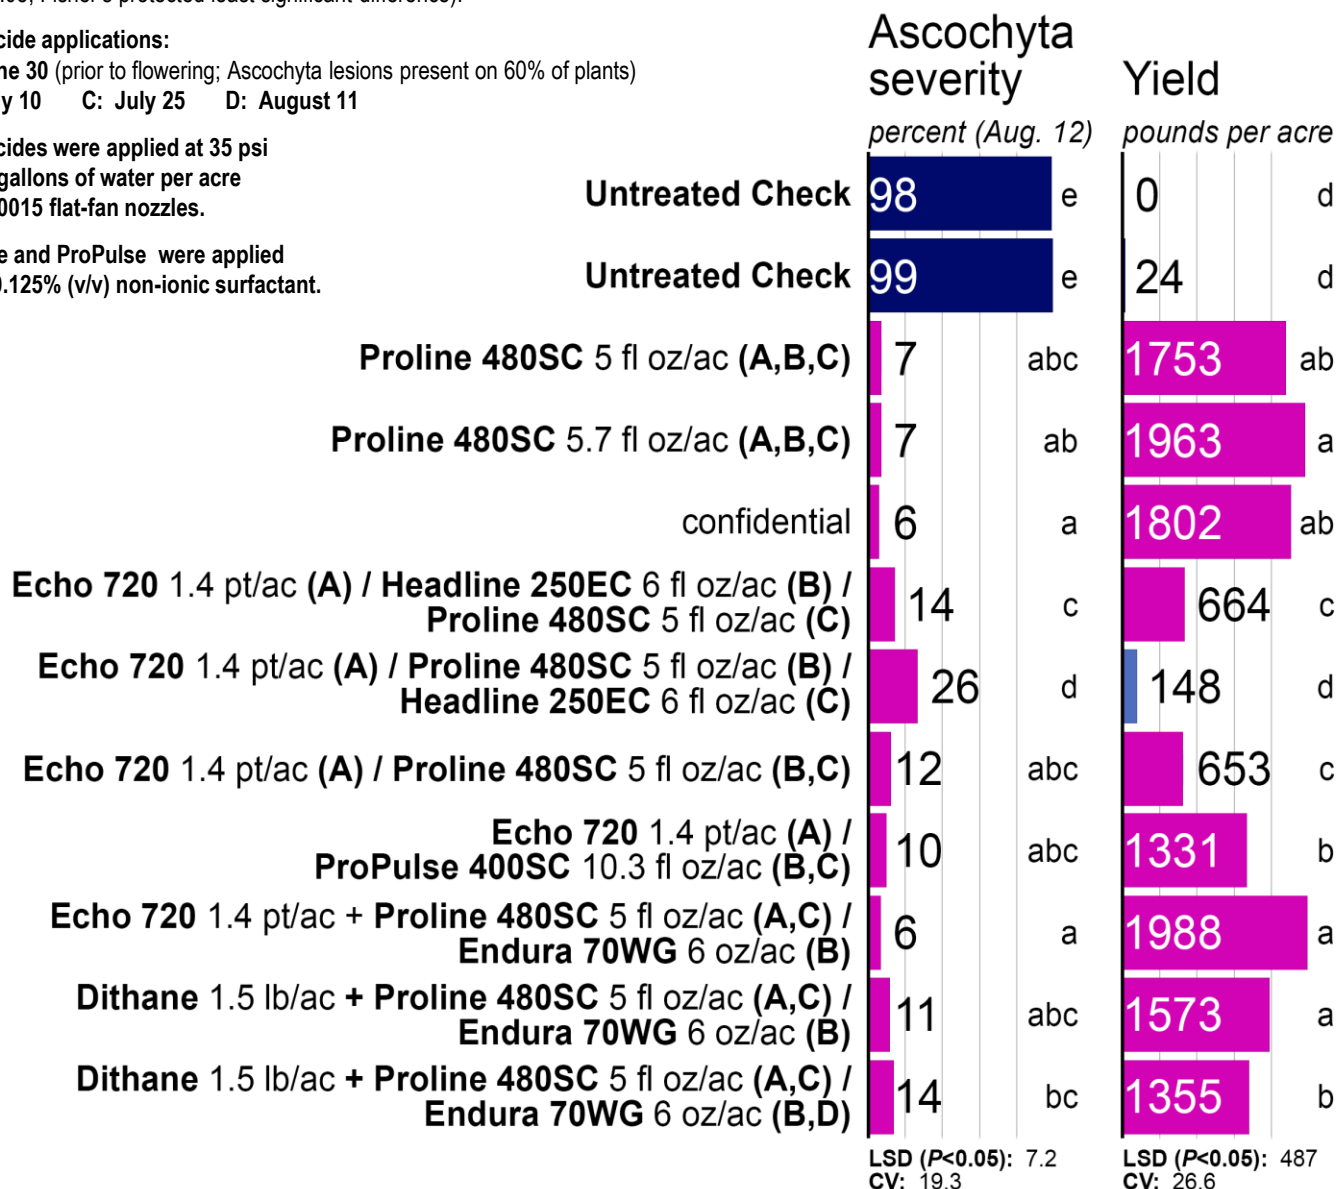 cide applications:
ne 30 (prior to flowering; Ascochyta lesions present on 60% of plants)
y 10 C: July 25 D: August 11
cides were applied at 35 psi
gallons of water per acre
0015 flat-fan nozzles.
e and ProPulse were applied
0.125% (v/v) non-ionic surfactant.
Ascochyta severity
percent (Aug. 12)
Yield
pounds per acre
Untreated Check 98 e 0 d
Untreated Check 99 e 24 d
Proline 480SC 5 fl oz/ac (A,B,C) 7 abc 1753 ab
Proline 480SC 5.7 fl oz/ac (A,B,C) 7 ab 1963 a
confidential 6 a 1802 ab
Echo 720 1.4 pt/ac (A) / Headline 250EC 6 fl oz/ac (B) /
Proline 480SC 5 fl oz/ac (C) 14 c 664 c
Echo 720 1.4 pt/ac (A) / Proline 480SC 5 fl oz/ac (B) /
Headline 250EC 6 fl oz/ac (C) 26 d 148 d
Echo 720 1.4 pt/ac (A) / Proline 480SC 5 fl oz/ac (B,C) 12 abc 653 c
Echo 720 1.4 pt/ac (A) /
ProPulse 400SC 10.3 fl oz/ac (B,C) 10 abc 1331 b
Echo 720 1.4 pt/ac + Proline 480SC 5 fl oz/ac (A,C) /
Endura 70WG 6 oz/ac (B) 6 a 1988 a
Dithane 1.5 lb/ac + Proline 480SC 5 fl oz/ac (A,C) /
Endura 70WG 6 oz/ac (B) 11 abc 1573 a
Dithane 1.5 lb/ac + Proline 480SC 5 fl oz/ac (A,C) /
Endura 70WG 6 oz/ac (B,D) 14 bc 1355 b
LSD (P<0.05): 7.2 LSD (P<0.05): 487
CV: 19.3 CV: 26.6